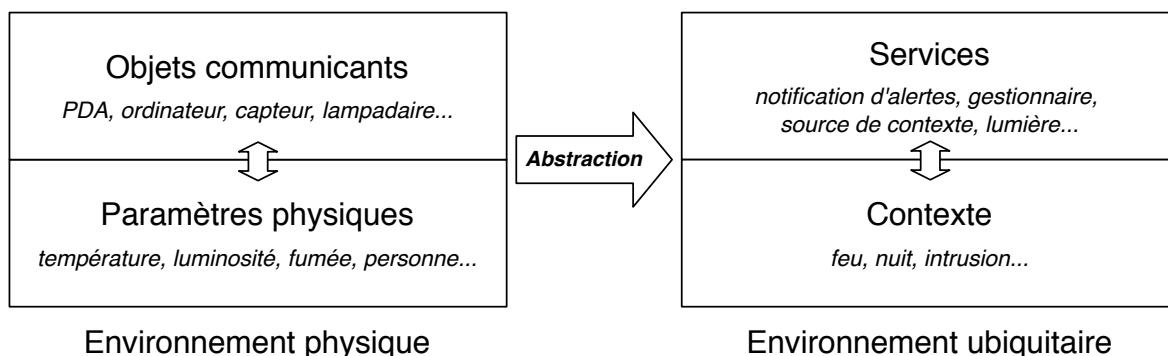 Objets communicants
PDA, ordinateur, capteur, lampadaire...
Paramètres physiques
température, luminosité, fumée, personne...
Environnement physique
Abstraction
Services
notification d'alertes, gestionnaire,
source de contexte, lumière...
Contexte
feu, nuit, intrusion...
Environnement ubiquitaire